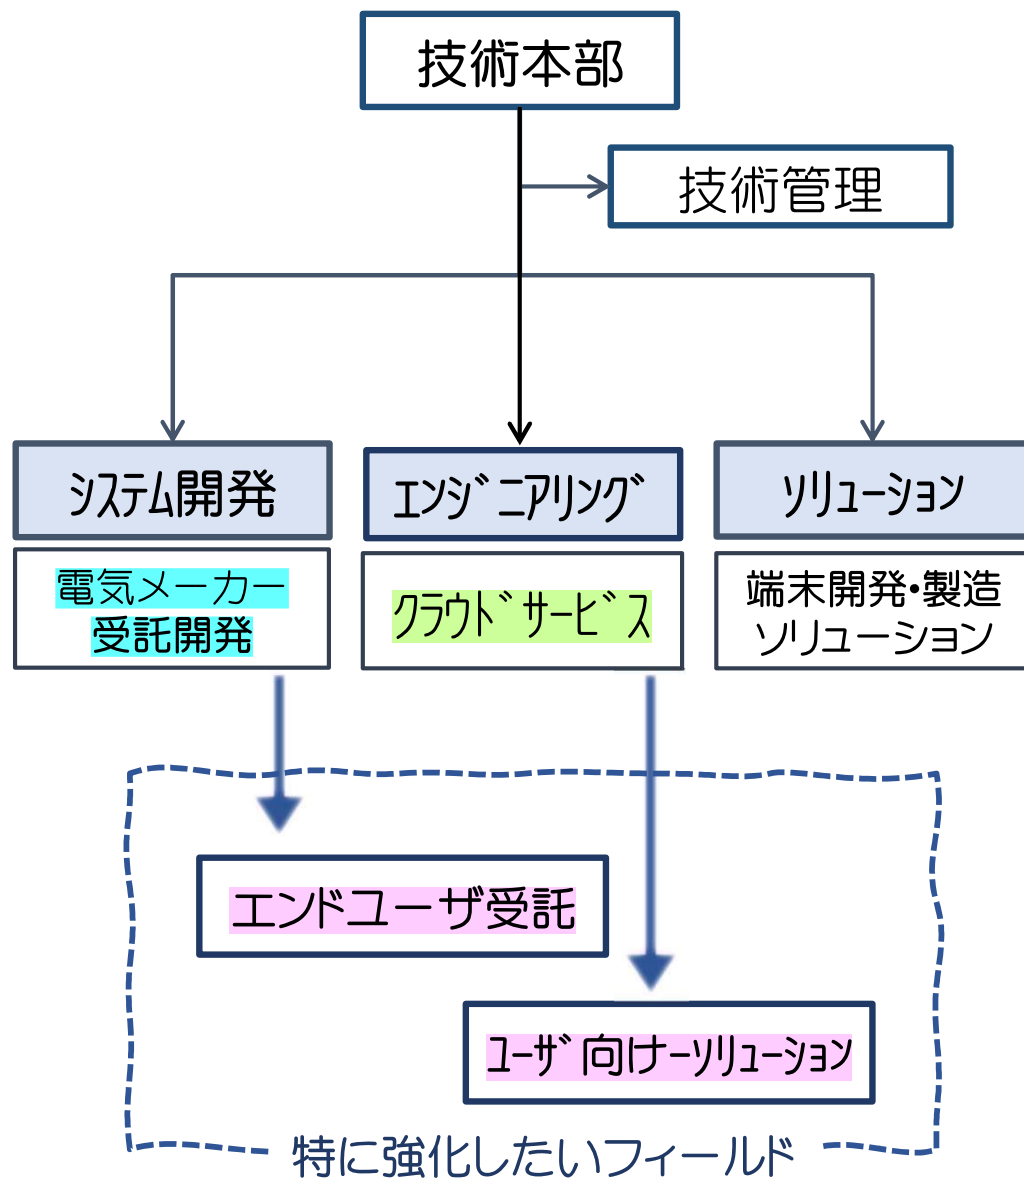 技術本部
技術管理
ｼｽﾃﾑ開発
ｴﾝｼﾞﾆｱﾘﾝｸﾞ
ｿﾘｭｰｼｮﾝ
電気メーカー
受託開発
ｸﾗｳﾄﾞｻｰﾋﾞｽ
端末開発・製造
ソリューション
エンドユーザ受託
ﾕｰｻﾞ向けｰｿﾘｭｰｼｮﾝ
特に強化したいフィールド